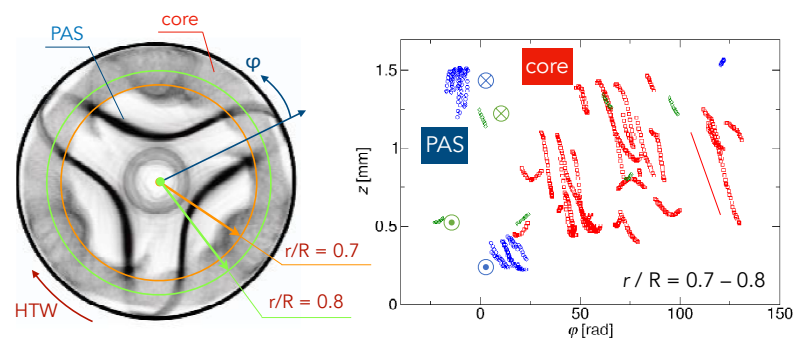 core
PAS
φ
r/R = 0.7
r/R = 0.8
HTW
z [mm]
1.5
1
0.5
0
core
PAS
r / R = 0.7 – 0.8
0
50
100
150
φ [rad]